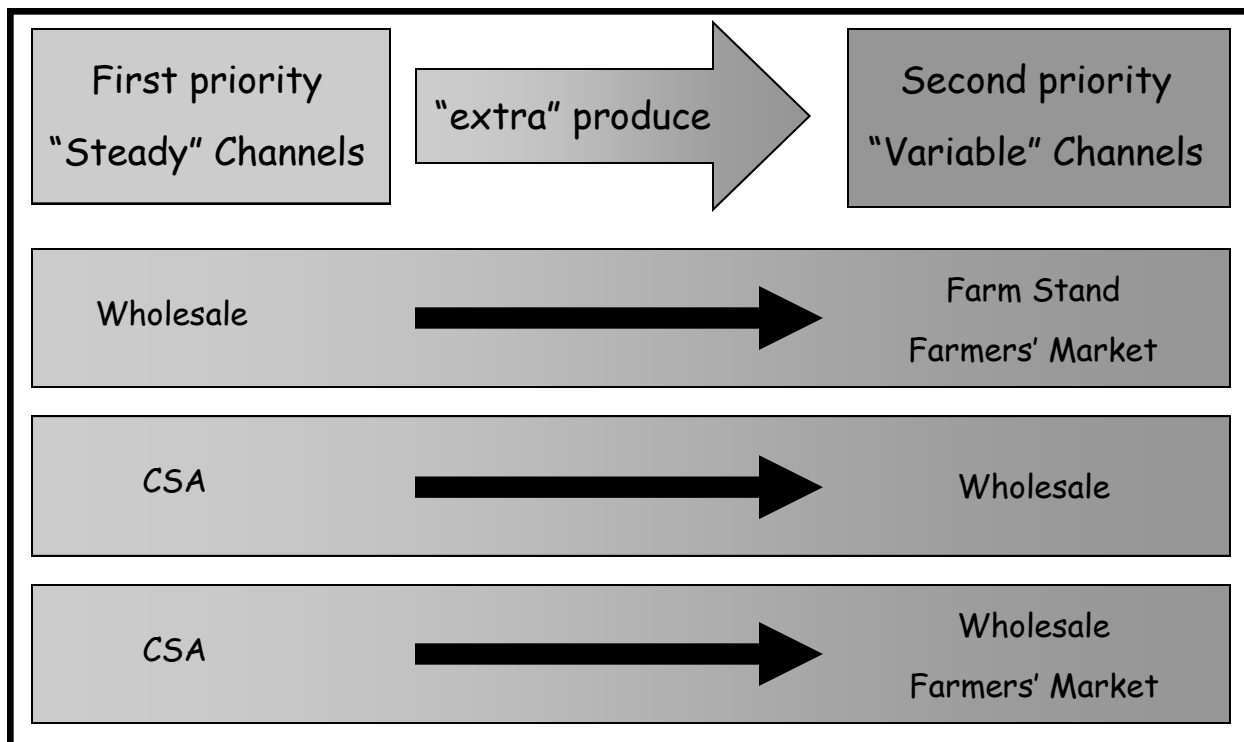 First priority
“Steady” Channels
“extra” produce
Second priority
“Variable” Channels
Wholesale
Farm Stand
Farmers’ Market
CSA
Wholesale
CSA
Wholesale
Farmers’ Market